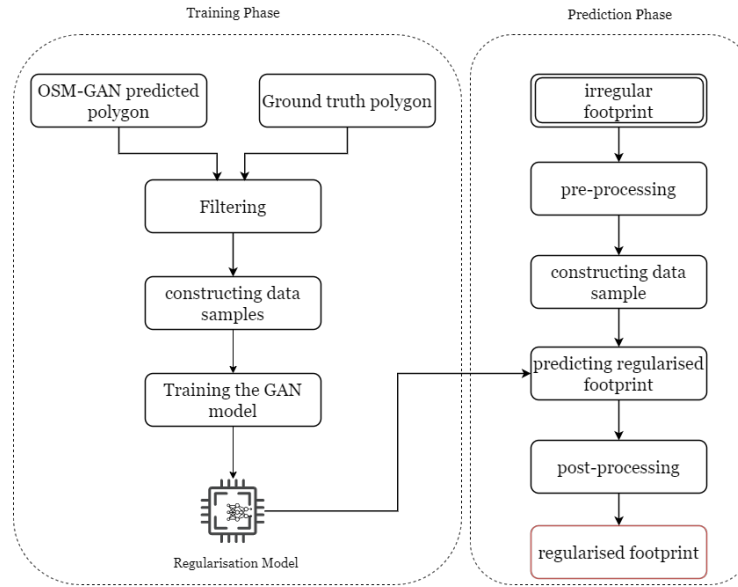 Training Phase
OSM-GAN predicted
polygon
Ground truth polygon
Filtering
constructing data
samples
Training the GAN
model
Regularisation Model
Prediction Phase
irregular
footprint
pre-processing
constructing data
sample
predicting regularised
footprint
post-processing
regularised footprint